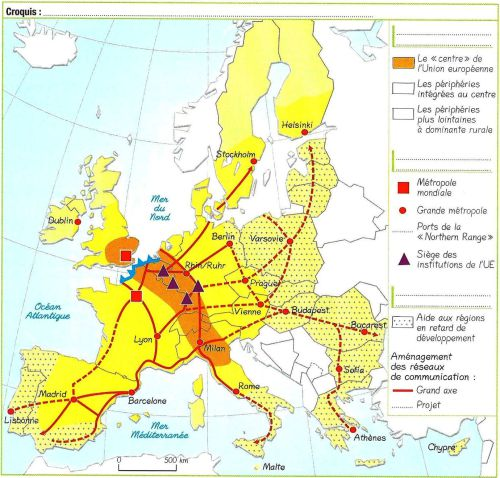 Croquis :
Le «centre» de
l'Union européenne
Les périphéries
intégrées au centre
Les périphéries
plus lointaines
à dominante rurale
Métropole
mondiale
Grande métropole
Ports de la
«Northern Range»
Siège des
institutions de l'UE
Aide aux régions
en retard de
développement
Aménagement
des réseaux
de communication :
Grand axe
Projet
Helsinki
Stockholm
Mer
du
Nord
Dublin
Berlin
Varsovie
Rhin/Ruhr
Prague
Océan
Atlantique
Vienne
Budapest
Lyon
Milan
Bucarest
Sofia
Madrid
Barcelone
Rome
Lisbonne
Mer
Méditerranée
Athènes
Chypre
Malte
0 500 km